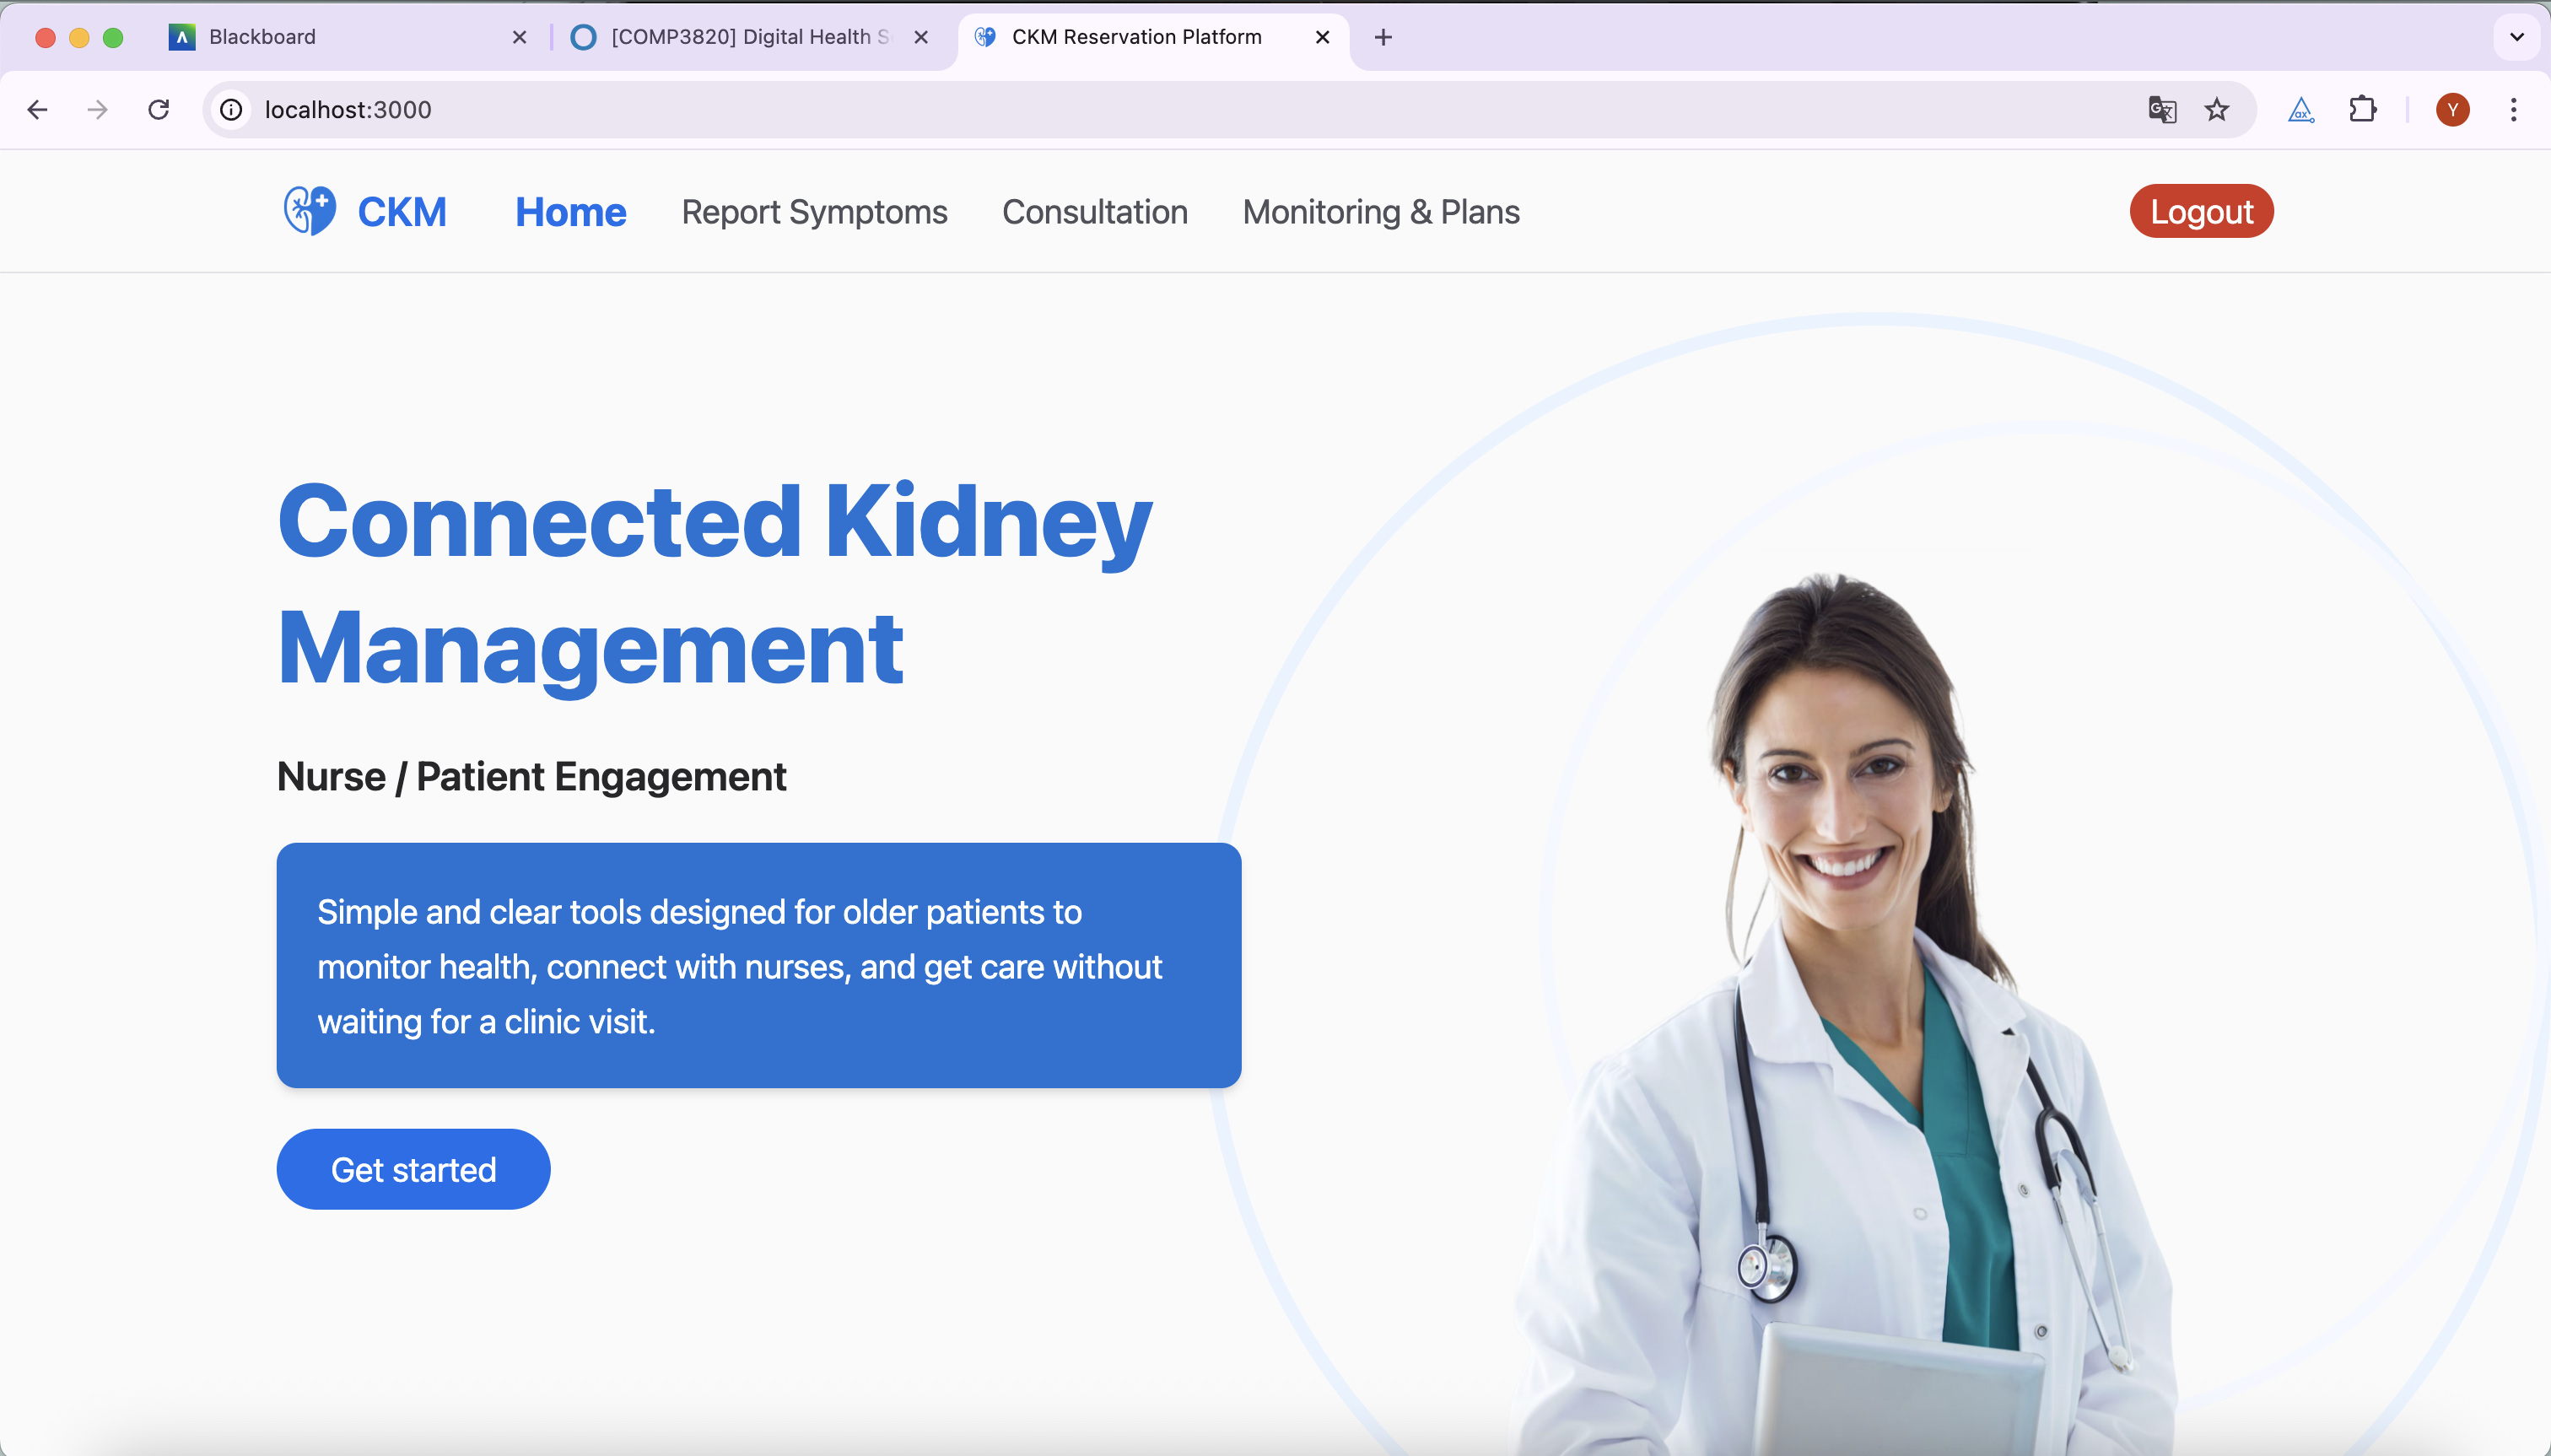 Blackboard
[COMP3820] Digital Health S
CKM Reservation Platform
localhost:3000
Y
CKM
Home
Report Symptoms
Consultation
Monitoring & Plans
Logout
Connected Kidney
Management
Nurse / Patient Engagement
Simple and clear tools designed for older patients to
monitor health, connect with nurses, and get care without
waiting for a clinic visit.
Get started